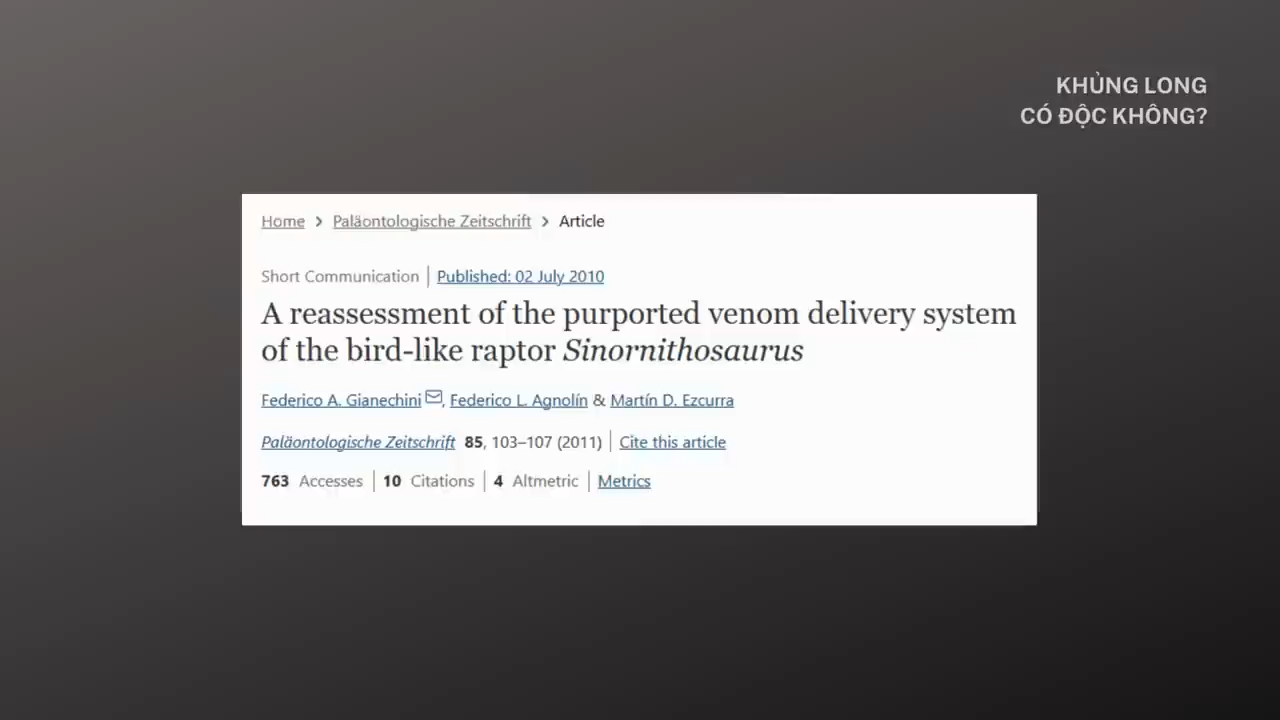 KHỦNG LONG
CÓ ĐỘC KHÔNG?
Home > Paläontologische Zeitschrift > Article
Short Communication | Published: 02 July 2010
A reassessment of the purported venom delivery system
of the bird-like raptor Sinornithosaurus
Federico A. Gianechini, Federico L. Agnolín & Martín D. Ezcurra
Paläontologische Zeitschrift 85, 103–107 (2011) | Cite this article
763 Accesses | 10 Citations | 4 Altmetric | Metrics